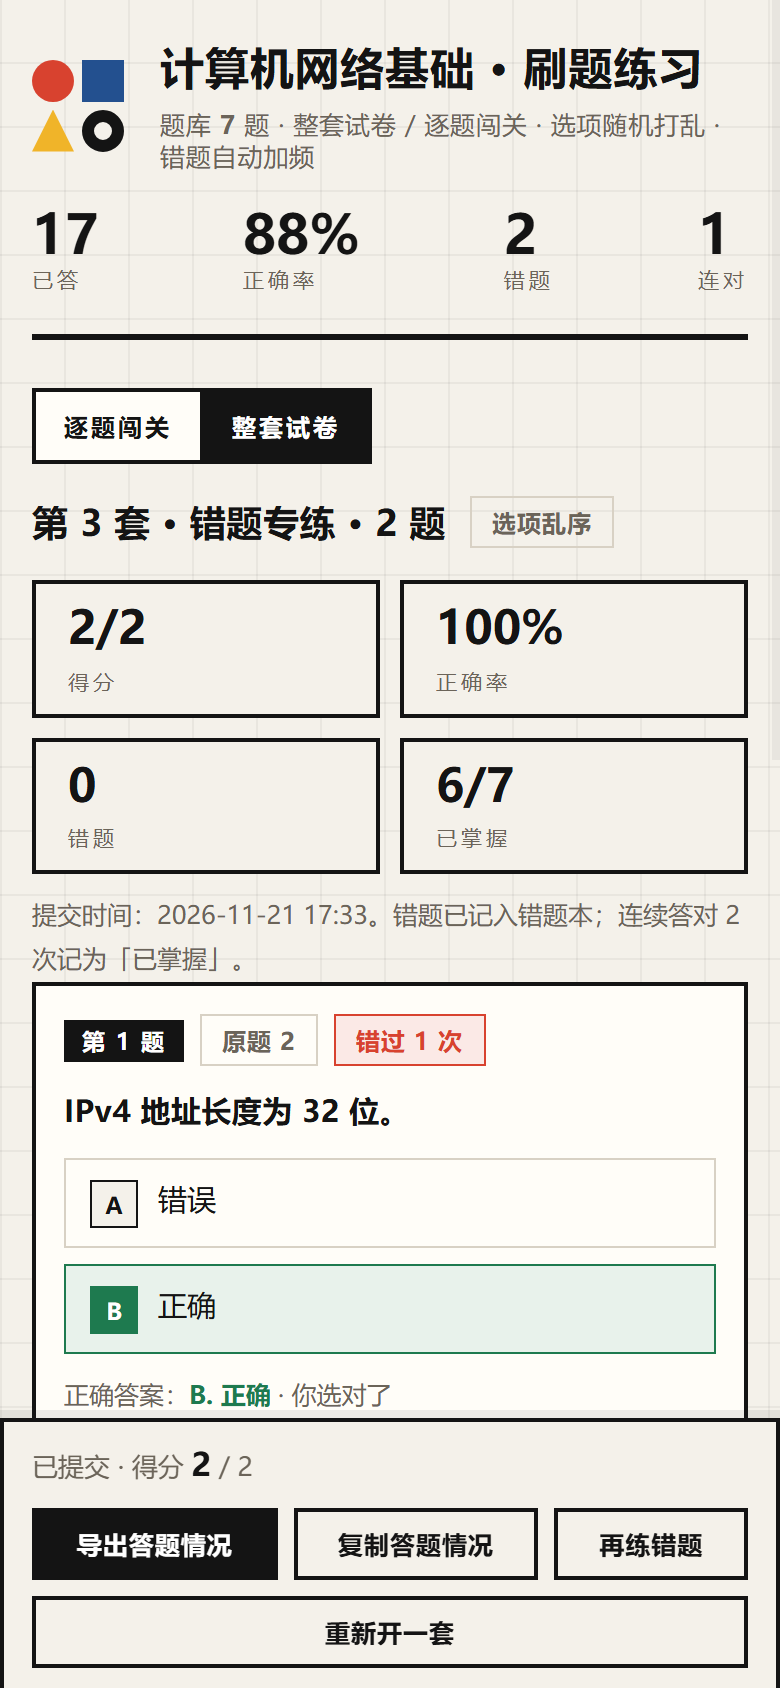 计算机网络基础 · 刷题练习
题库 7 题 · 整套试卷 / 逐题闯关 · 选项随机打乱 ·
错题自动加频
17 88% 2 1
已答 正确率 错题 连对
逐题闯关 整套试卷
第 3 套 · 错题专练 · 2 题 选项乱序
2/2 100%
得分 正确率
0 6/7
错题 已掌握
提交时间：2026-11-21 17:33。错题已记入错题本；连续答对 2
次记为「已掌握」。
第 1 题 原题 2 错过 1 次
IPv4 地址长度为 32 位。
A 错误
B 正确
正确答案：B. 正确 · 你选对了
已提交 · 得分 2 / 2
导出答题情况 复制答题情况 再练错题
重新开一套